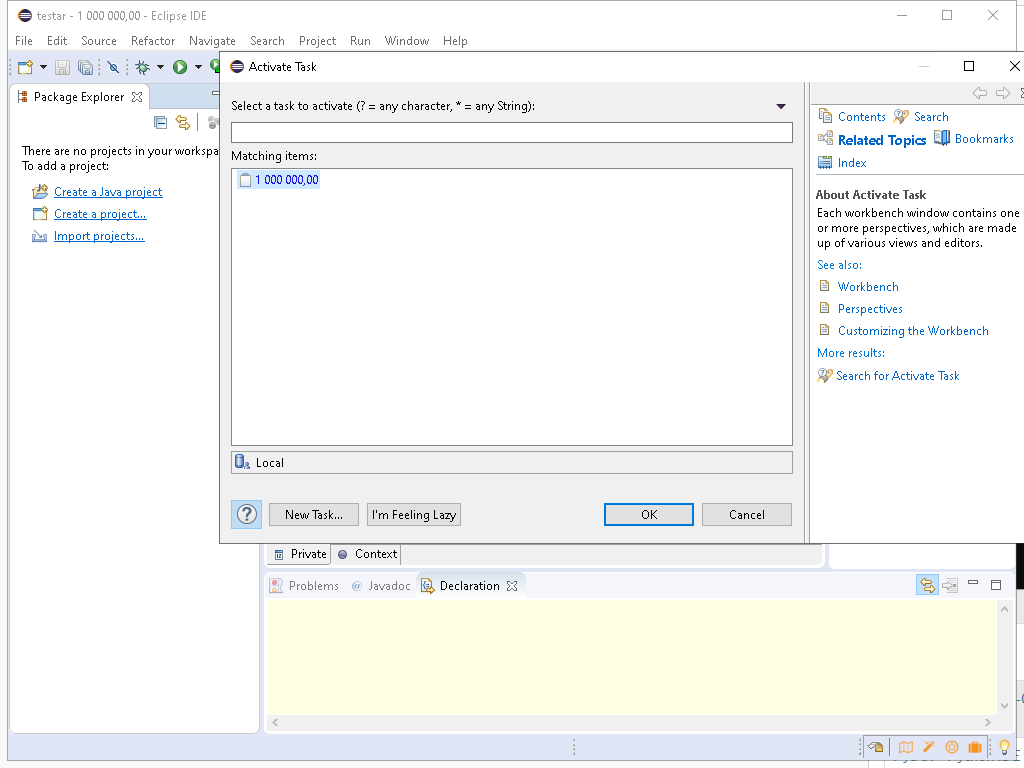 testar - 1 000 000,00 - Eclipse IDE
File Edit Source Refactor Navigate Search Project Run Window Help
Activate Task
Package Explorer
Select a task to activate (? = any character, * = any String):
Contents Search
Related Topics Bookmarks
There are no projects in your workspa
Matching items:
To add a project:
Index
1 000 000,00
Create a Java project
About Activate Task
Create a project...
Each workbench window contains one
or more perspectives, which are made
Import projects...
up of various views and editors.
See also:
Workbench
Perspectives
Customizing the Workbench
More results:
Search for Activate Task
Local
New Task... I'm Feeling Lazy OK Cancel
Private Context
Problems @ Javadoc Declaration